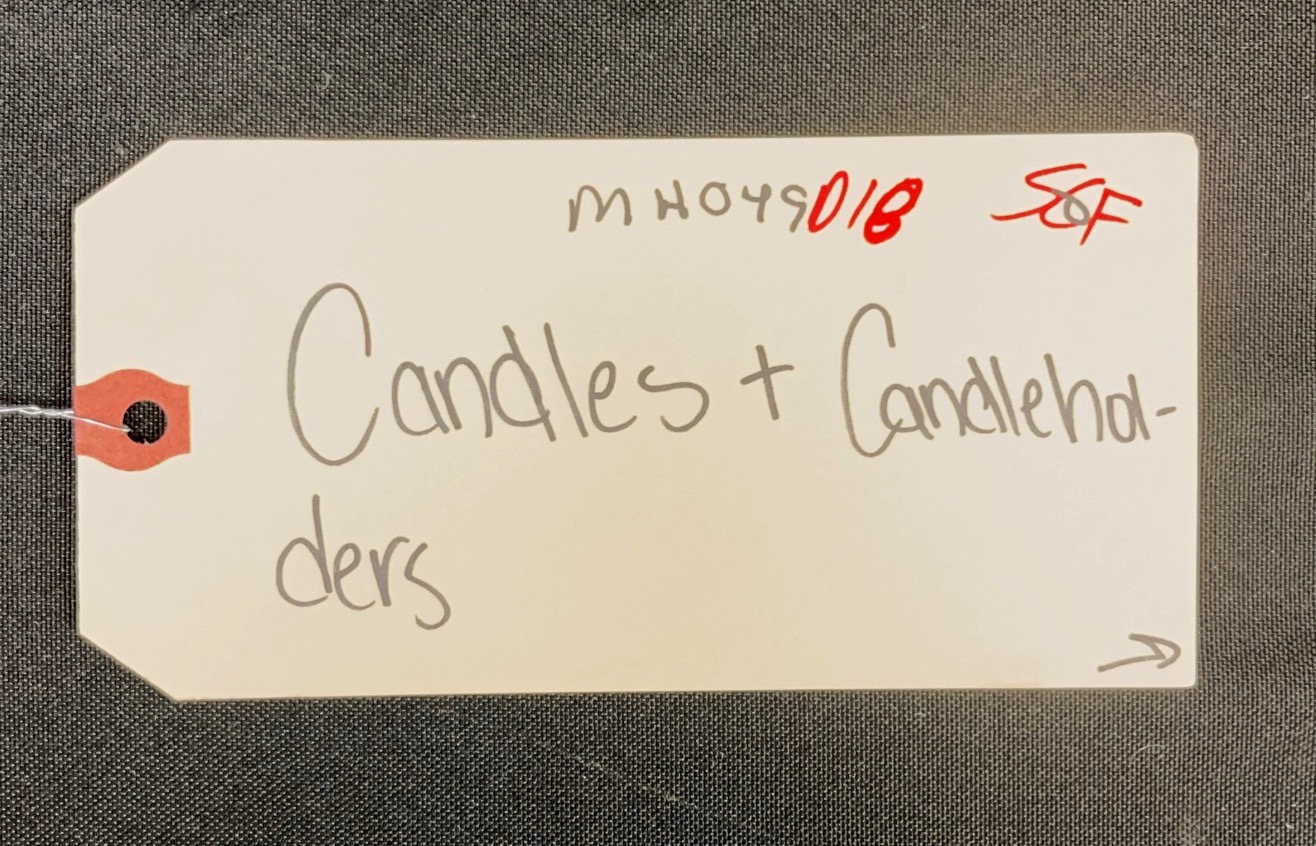 MH049018 SGF
Candles + Candlehol-
ders
→